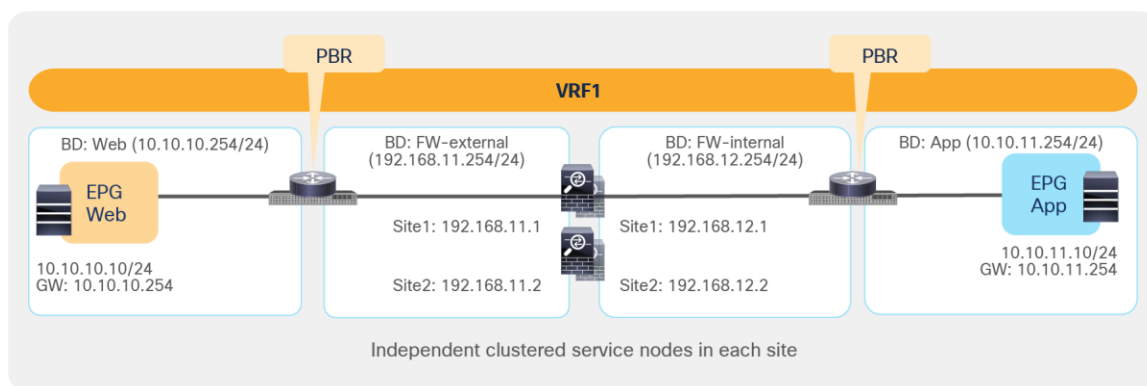 PBR
PBR
VRF1
BD: Web (10.10.10.254/24)
BD: FW-external
(192.168.11.254/24)
BD: FW-internal
(192.168.12.254/24)
BD: App (10.10.11.254/24)
EPG
Web
EPG
App
Site1: 192.168.11.1
Site1: 192.168.12.1
10.10.10.10/24
GW: 10.10.10.254
10.10.11.10/24
GW: 10.10.11.254
Site2: 192.168.11.2
Site2: 192.168.12.2
Independent clustered service nodes in each site